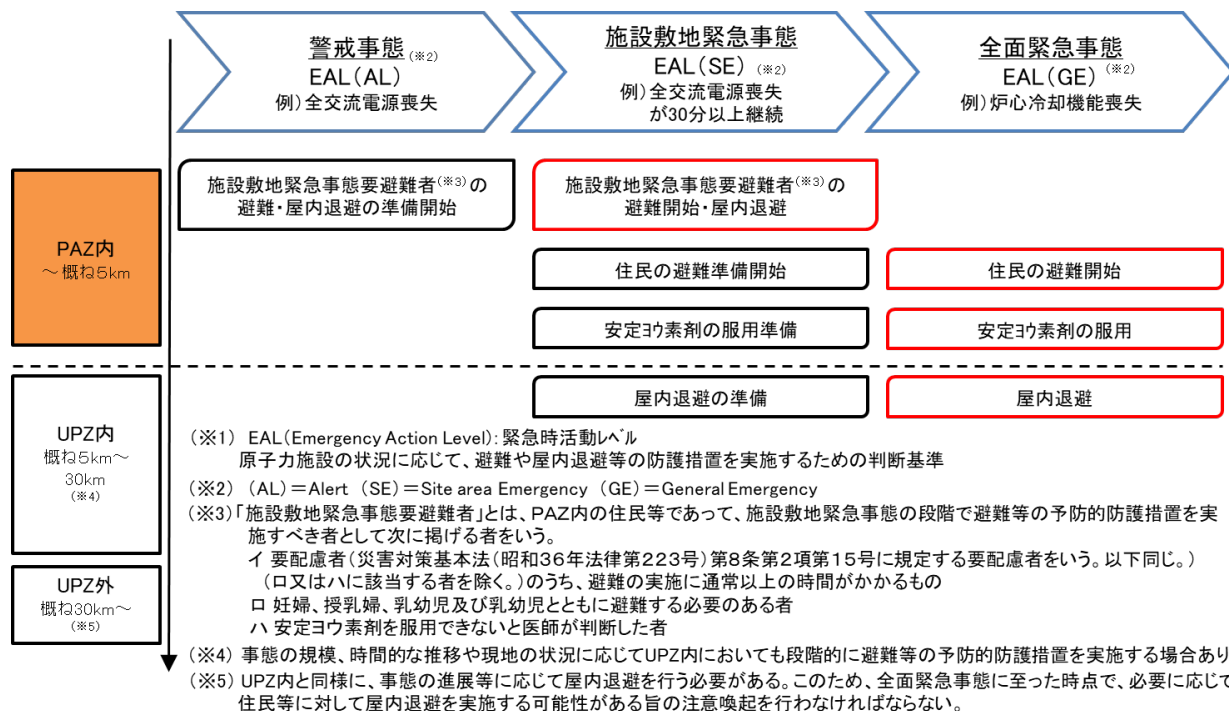 警戒事態(※2)
EAL(AL)
例)全交流電源喪失
施設敷地緊急事態
EAL(SE)(※2)
例)全交流電源喪失
が30分以上継続
全面緊急事態
EAL(GE)(※2)
例)炉心冷却機能喪失
PAZ内
～概ね5km
施設敷地緊急事態要避難者(※3)の
避難・屋内退避の準備開始
施設敷地緊急事態要避難者(※3)の
避難開始・屋内退避
住民の避難準備開始
住民の避難開始
安定ヨウ素剤の服用準備
安定ヨウ素剤の服用
UPZ内
概ね5km～
30km
(※4)
屋内退避の準備
屋内退避
UPZ外
概ね30km～
(※5)
(※1) EAL(Emergency Action Level):緊急時活動レベル
原子力施設の状況に応じて、避難や屋内退避等の防護措置を実施するための判断基準
(※2) (AL)=Alert (SE)=Site area Emergency (GE)=General Emergency
(※3)「施設敷地緊急事態要避難者」とは、PAZ内の住民等であって、施設敷地緊急事態の段階で避難等の予防的防護措置を実
施すべき者として次に掲げる者をいう。
イ 要配慮者(災害対策基本法(昭和36年法律第223号)第8条第2項第15号に規定する要配慮者をいう。以下同じ。)
(ロ又はハに該当する者を除く。)のうち、避難の実施に通常以上の時間がかかるもの
ロ 妊婦、授乳婦、乳幼児及び乳幼児とともに避難する必要のある者
ハ 安定ヨウ素剤を服用できないと医師が判断した者
(※4) 事態の規模、時間的な推移や現地の状況に応じてUPZ内においても段階的に避難等の予防的防護措置を実施する場合あり
(※5) UPZ内と同様に、事態の進展等に応じて屋内退避を行う必要がある。このため、全面緊急事態に至った時点で、必要に応じて
住民等に対して屋内退避を実施する可能性がある旨の注意喚起を行わなければならない。